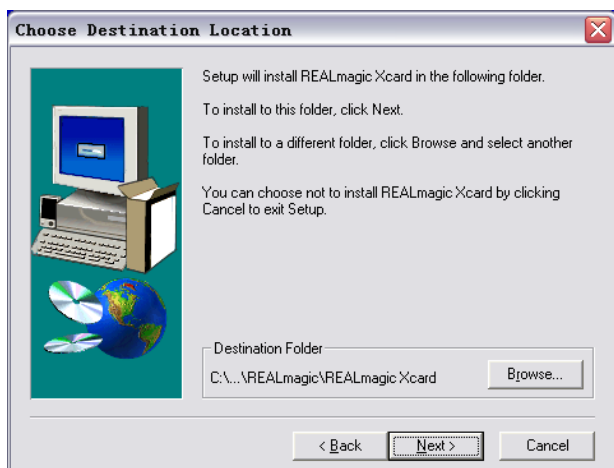 Choose Destination Location
Setup will install REALmagic Xcard in the following folder.
To install to this folder, click Next.
To install to a different folder, click Browse and select another
folder.
You can choose not to install REALmagic Xcard by clicking
Cancel to exit Setup.
Destination Folder
C:\...\REALmagic\REALmagic Xcard
Browse...
< Back
Next >
Cancel